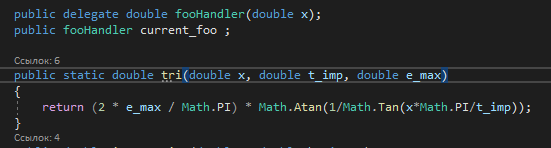 public delegate double fooHandler(double x);
public fooHandler current_foo ;
Ссылок: 6
public static double tri(double x, double t_imp, double e_max)
{
return (2 * e_max / Math.PI) * Math.Atan(1/Math.Tan(x*Math.PI/t_imp));
}
Ссылок: 4